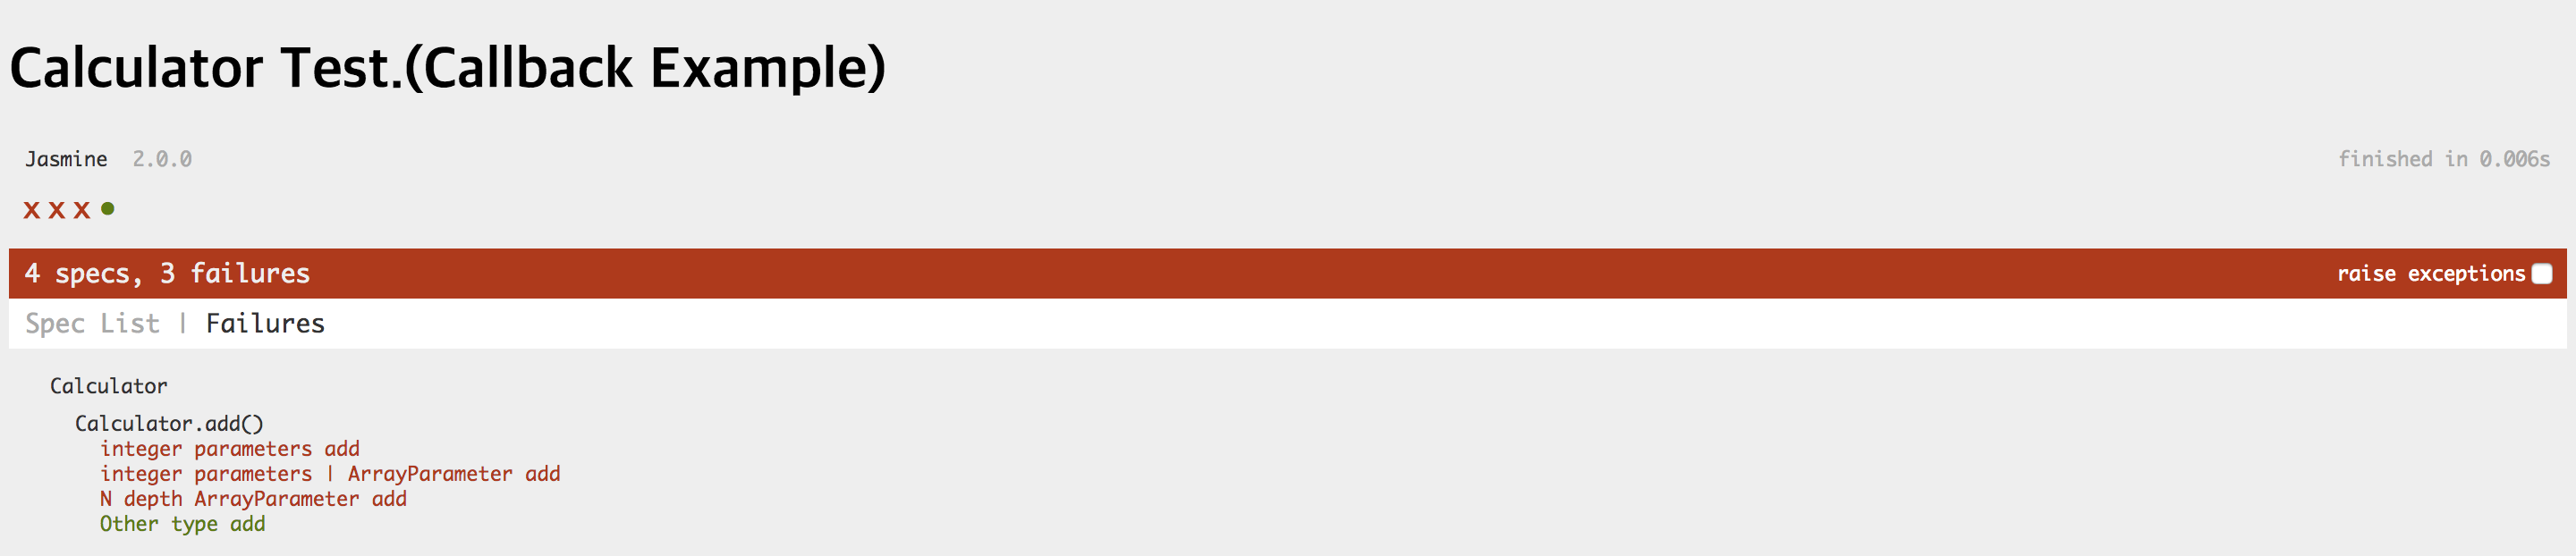 Calculator Test.(Callback Example)
Jasmine 2.0.0 finished in 0.006s
x x x •
4 specs, 3 failures raise exceptions
Spec List | Failures
Calculator
Calculator.add()
integer parameters add
integer parameters | ArrayParameter add
N depth ArrayParameter add
Other type add